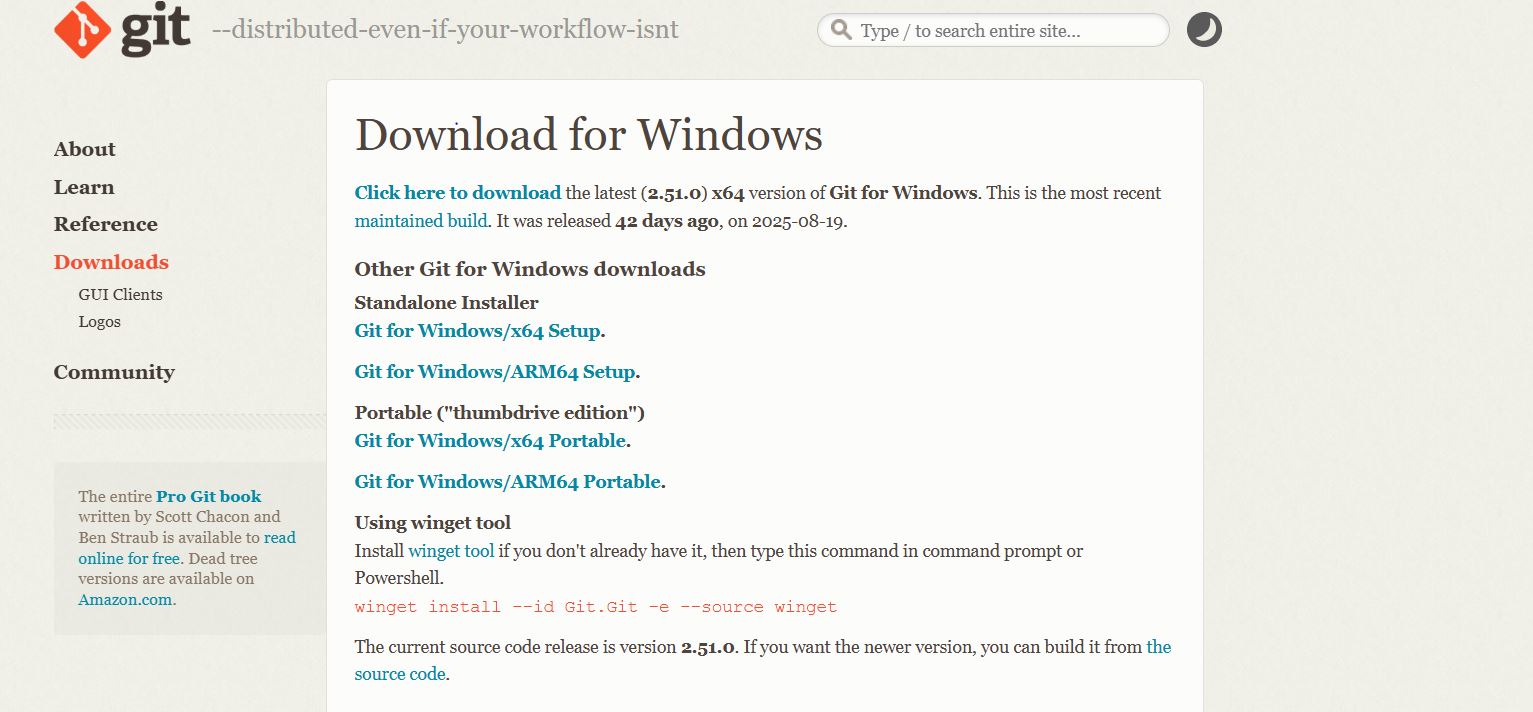 git --distributed-even-if-your-workflow-isnt
Type / to search entire site...
About
Learn
Reference
Downloads
GUI Clients
Logos
Community
The entire Pro Git book
written by Scott Chacon and
Ben Straub is available to read
online for free. Dead tree
versions are available on
Amazon.com.
Download for Windows
Click here to download the latest (2.51.0) x64 version of Git for Windows. This is the most recent
maintained build. It was released 42 days ago, on 2025-08-19.
Other Git for Windows downloads
Standalone Installer
Git for Windows/x64 Setup.
Git for Windows/ARM64 Setup.
Portable ("thumbdrive edition")
Git for Windows/x64 Portable.
Git for Windows/ARM64 Portable.
Using winget tool
Install winget tool if you don't already have it, then type this command in command prompt or
Powershell.
winget install --id Git.Git -e --source winget
The current source code release is version 2.51.0. If you want the newer version, you can build it from the
source code.